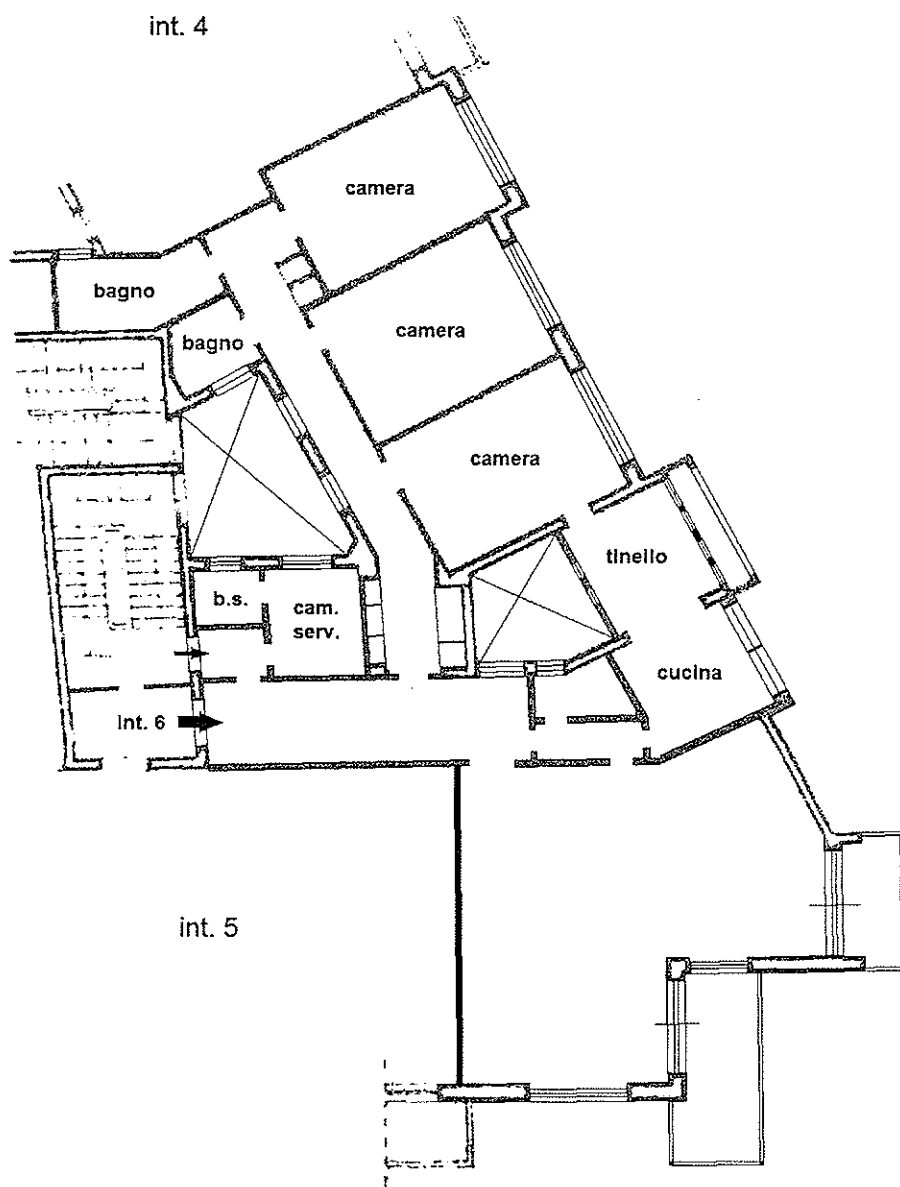 int. 4
camera
bagno
camera
bagno
camera
tinello
b.s.
cam.
serv.
cucina
int. 6
int. 5